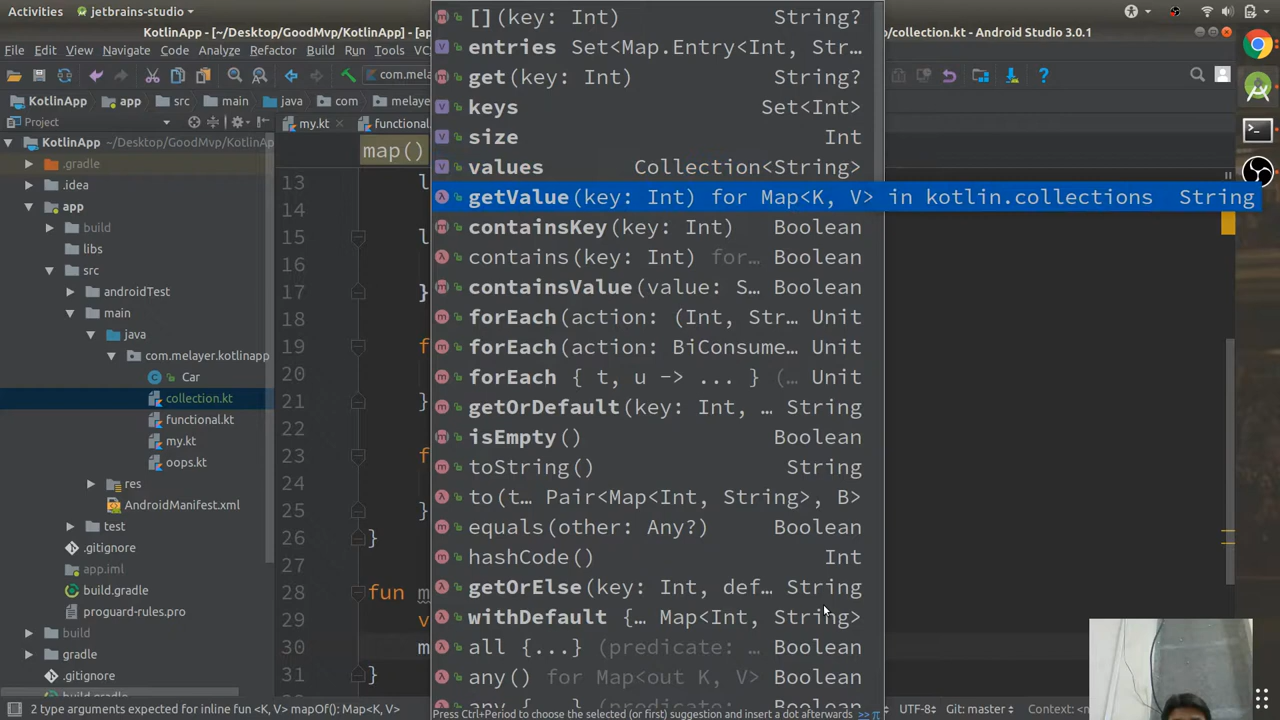 Activities
jetbrains-studio
KotlinApp - [~/Desktop/GoodMvp/KotlinApp] -
/collection.kt - Android Studio 3.0.1
File Edit View Navigate Code Analyze Refactor Build Run Tools
com.me
KotlinApp app src main java com melaye
Project
my.kt
functional
map()
KotlinApp ~/Desktop/GoodMvp/KotlinA
.gradle
.idea
app
build
libs
src
androidTest
main
java
com.melayer.kotlinapp
Car
collection.kt
functional.kt
my.kt
oops.kt
res
AndroidManifest.xml
test
.gitignore
app.iml
build.gradle
proguard-rules.pro
build
gradle
.gitignore
build.gradle
13 l
14
15 l
16
17 }
18
19 f
20
21 }
22
23 f
24
25 }
26 }
27
28 fun m
29 v
30 m
31 }
[](key: Int) String?
entries Set<Map.Entry<Int, Str…
get(key: Int) String?
keys Set<Int>
size Int
values Collection<String>
getValue(key: Int) for Map<K, V> in kotlin.collections String
containsKey(key: Int) Boolean
contains(key: Int) for… Boolean
containsValue(value: S… Boolean
forEach(action: (Int, Str… Unit
forEach(action: BiConsume… Unit
forEach { t, u -> ... } (… Unit
getOrDefault(key: Int, … String
isEmpty() Boolean
toString() String
to(t… Pair<Map<Int, String>, B>
equals(other: Any?) Boolean
hashCode() Int
getOrElse(key: Int, def… String
withDefault {… Map<Int, String>
all {...} (predicate: … Boolean
any() for Map<out K, V> Boolean
Press Ctrl+Period to choose the selected (or first) suggestion and insert a dot afterwards >> π
2 type arguments expected for inline fun <K, V> mapOf(): Map<K, V>
UTF-8 Git: master Context: <n